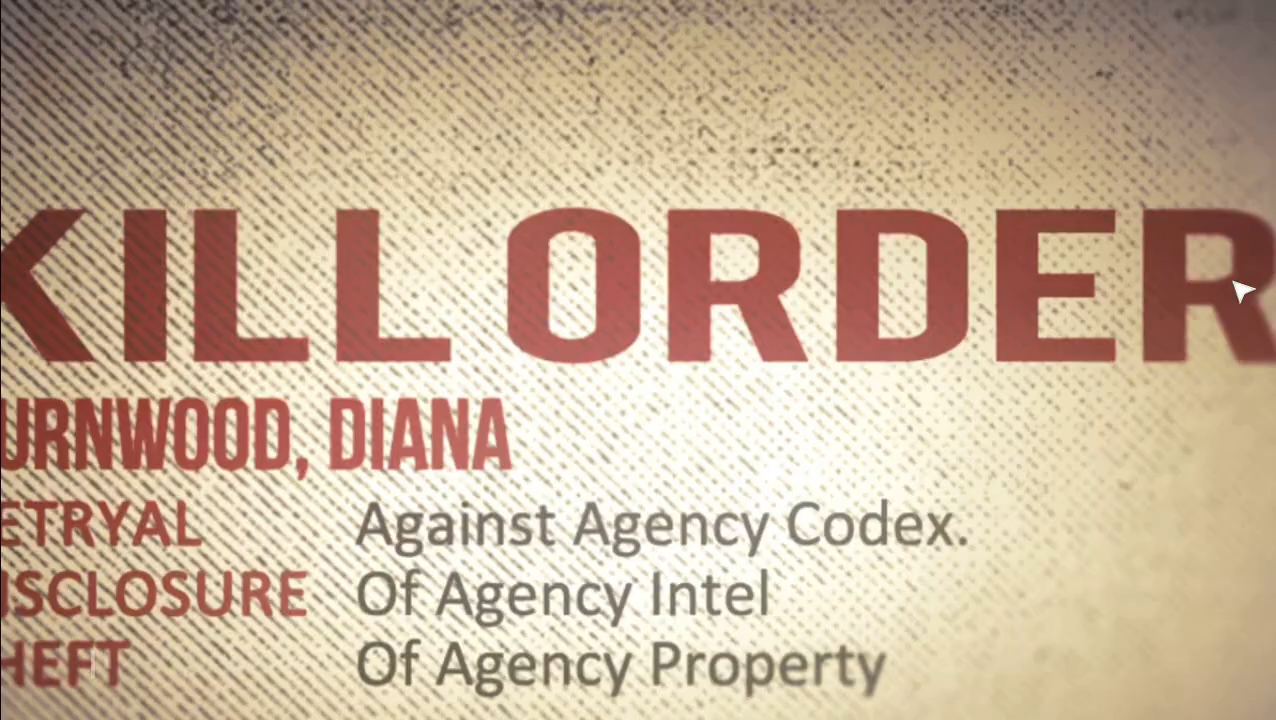 KILL ORDER
URNWOOD, DIANA
ETRYAL Against Agency Codex.
ISCLOSURE Of Agency Intel
HEFT Of Agency Property